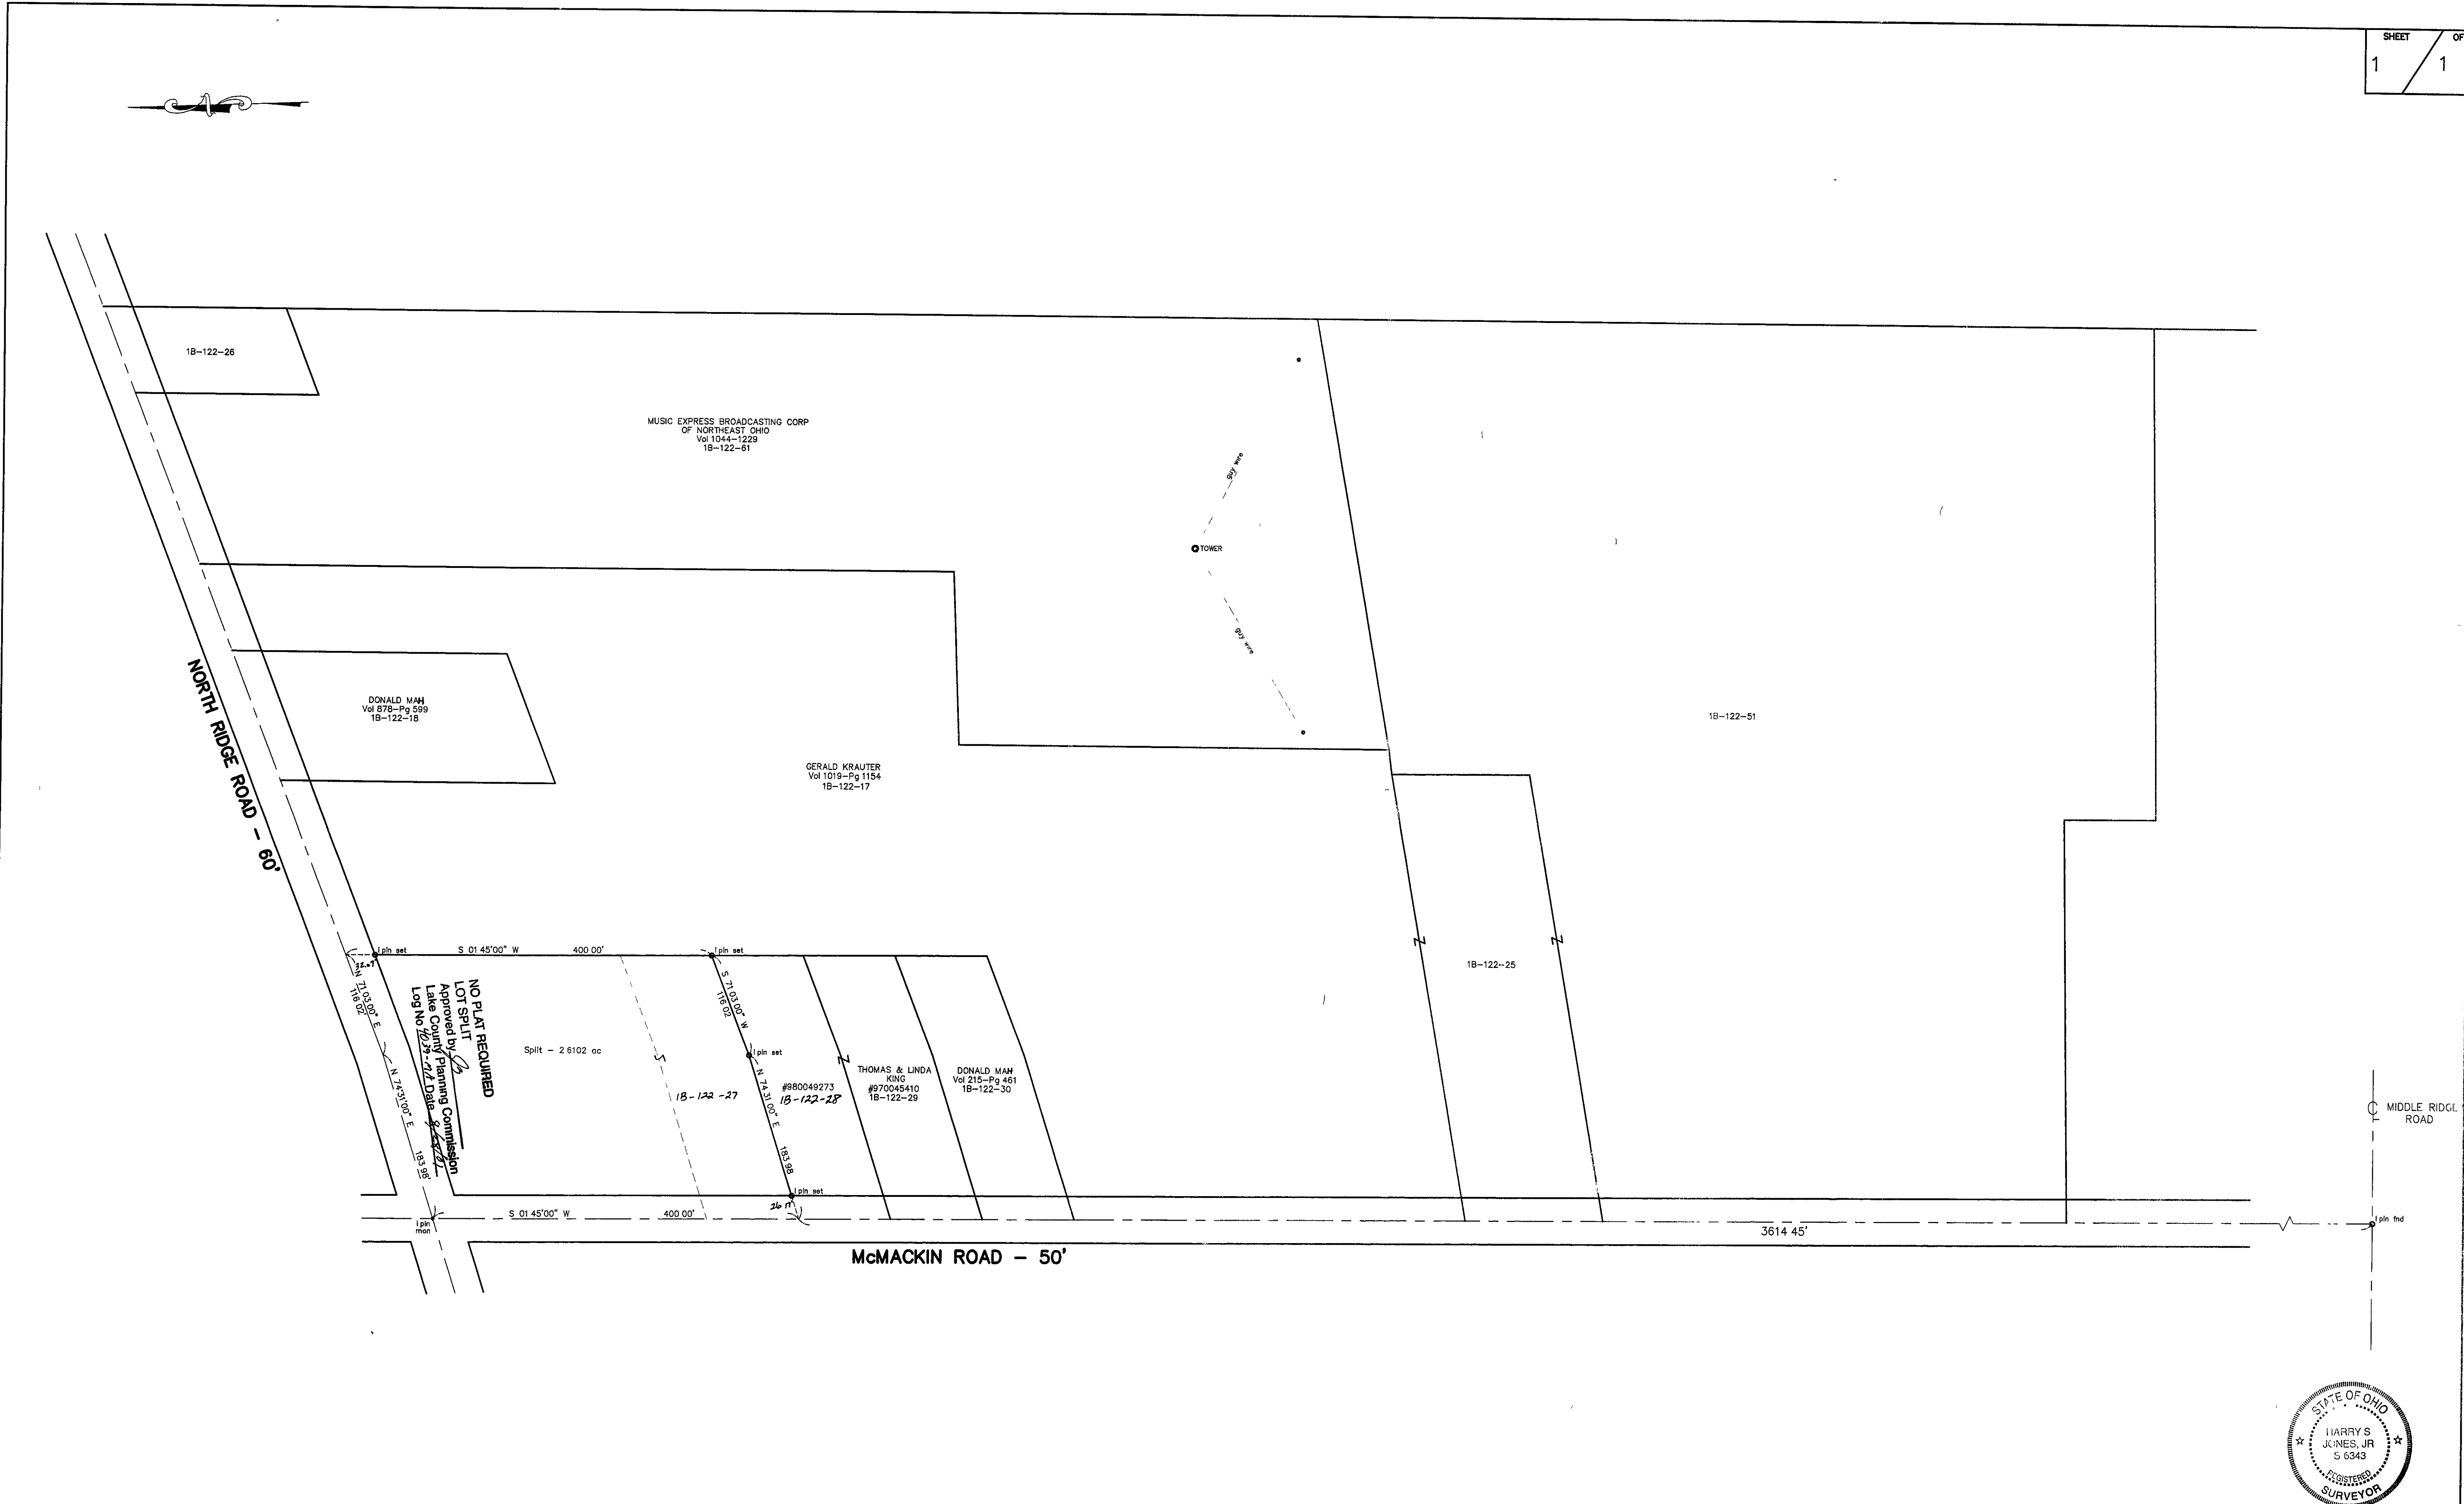 SHEET OF
1 1
1B-122-26
MUSIC EXPRESS BROADCASTING CORP
OF NORTHEAST OHIO
Vol 1044-1229
1B-122-61
guy wire
TOWER
guy wire
NORTH RIDGE ROAD - 60'
DONALD MAH
Vol 878-Pg 599
1B-122-18
GERALD KRAUTER
Vol 1019-Pg 1154
1B-122-17
1B-122-51
1B-122-25
i pin set
S 01 45'00" W
400 00'
i pin set
32.07
N 71 03 00" E
116 02'
N 74°31'00" E
183 98'
NO PLAT REQUIRED
LOT SPLIT
Approved by
Lake County Planning Commission
Log No 4039-MA Date
Split - 2 6102 ac
1B-122-27
S 71 03 00" W
116 02
i pin set
N 74 31 00" E
183 98
#980049273
1B-122-28
THOMAS & LINDA
KING
#970045410
1B-122-29
DONALD MAH
Vol 215-Pg 461
1B-122-30
i pin set
26 17
i pin
mon
S 01 45'00" W
400 00'
3614 45'
i pin fnd
McMACKIN ROAD - 50'
MIDDLE RIDGE
ROAD
STATE OF OHIO
HARRY S
JONES, JR
S 6343
REGISTERED
SURVEYOR